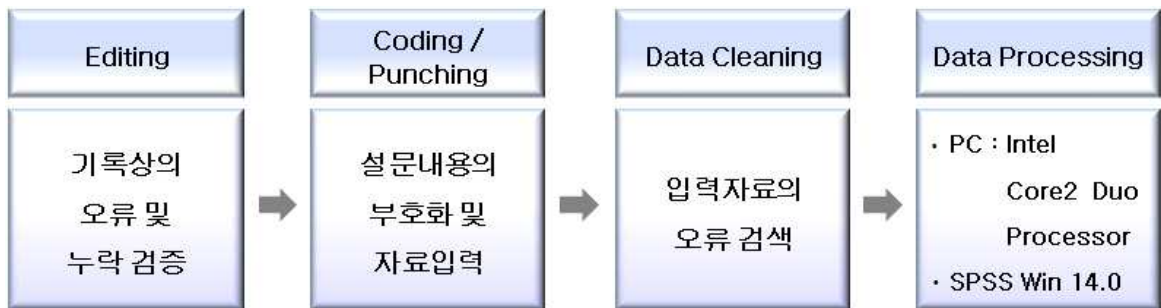 Editing
기록상의
오류 및
누락 검증
Coding /
Punching
설문내용의
부호화 및
자료입력
Data Cleaning
입력자료의
오류 검색
Data Processing
· PC : Intel
Core2 Duo
Processor
· SPSS Win 14.0